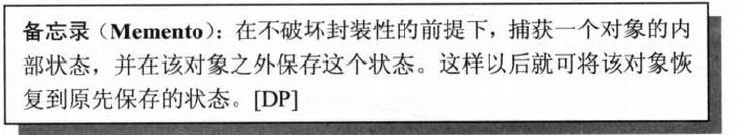 备忘录（Memento）：在不破坏封装性的前提下，捕获一个对象的内
部状态，并在该对象之外保存这个状态。这样以后就可将该对象恢
复到原先保存的状态。[DP]